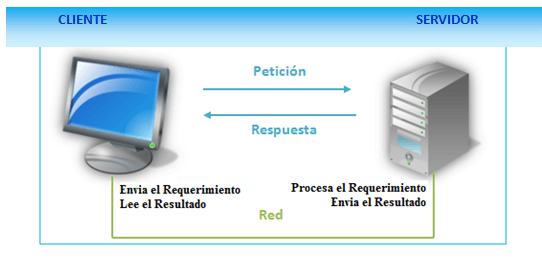 CLIENTE
SERVIDOR
Petición
Respuesta
Envia el Requerimiento
Lee el Resultado
Procesa el Requerimiento
Envia el Resultado
Red